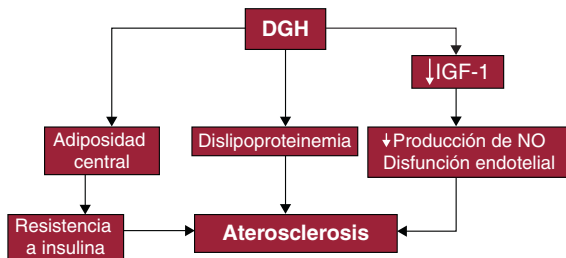 DGH
↓IGF-1
Adiposidad
central
Dislipoproteinemia
↓Producción de NO
Disfunción endotelial
Resistencia
a insulina
Aterosclerosis